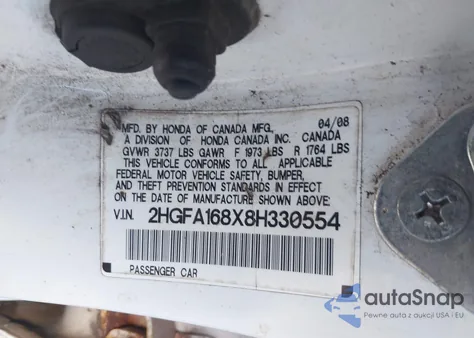 MFD. BY HONDA OF CANADA MFG., 04/08
A DIVISION OF HONDA CANADA INC. CANADA
GVWR 3737 LBS GAWR F 1973 LBS R 1764 LBS
THIS VEHICLE CONFORMS TO ALL APPLICABLE
FEDERAL MOTOR VEHICLE SAFETY, BUMPER,
AND THEFT PREVENTION STANDARDS IN EFFECT
ON THE DATE OF MANUFACTURE SHOWN ABOVE:
V.I.N. 2HGFA168X8H330554
PASSENGER CAR
autoSnap
Pewne auta z aukcji USA i EU